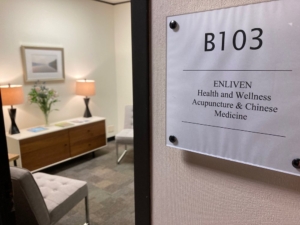 B103
ENLIVEN
Health and Wellness
Acupuncture & Chinese
Medicine